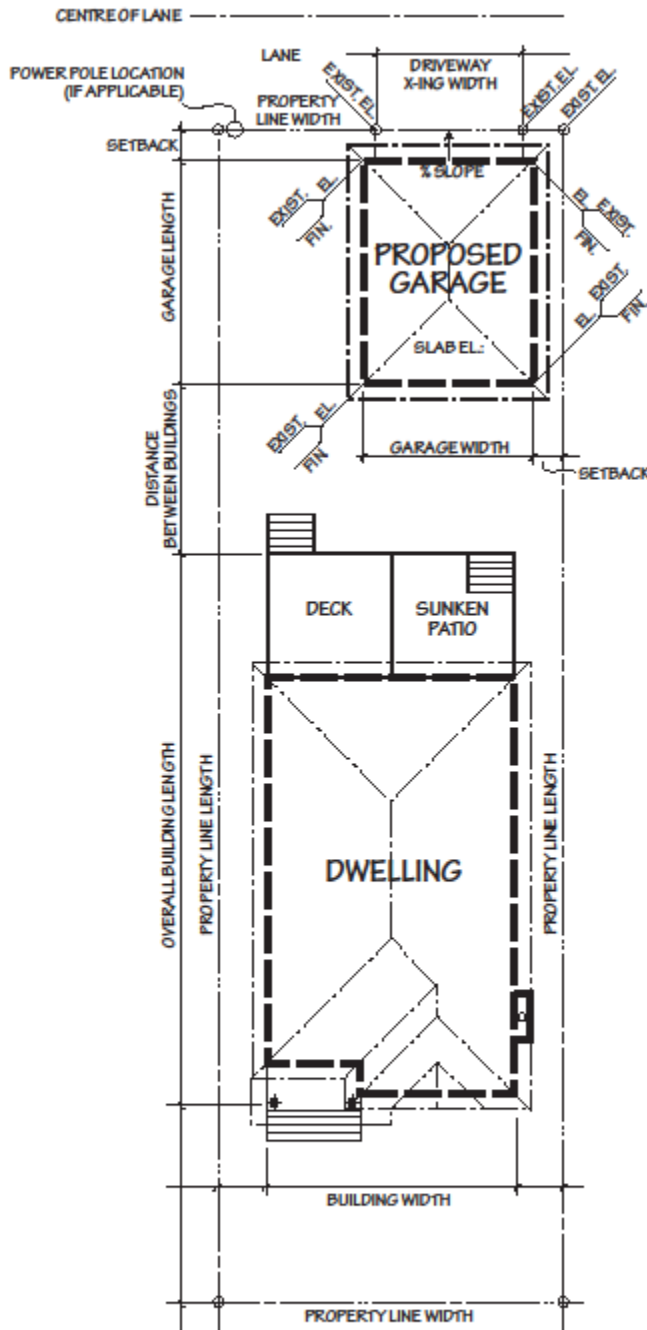 CENTRE OF LANE
LANE
DRIVEWAY
X-ING WIDTH
POWER POLE LOCATION
(IF APPLICABLE)
PROPERTY
LINE WIDTH
EXIST. EL.
EXIST. EL.
EXIST. EL.
SETBACK
% SLOPE
EXIST. EL.
FIN.
EL. EXIST.
FIN.
GARAGE LENGTH
PROPOSED
GARAGE
EL. EXIST.
FIN.
SLAB EL.:
EXIST. EL.
FIN.
GARAGE WIDTH
SETBACK
DISTANCE
BETWEEN BUILDINGS
DECK
SUNKEN
PATIO
OVERALL BUILDING LENGTH
PROPERTY LINE LENGTH
DWELLING
PROPERTY LINE LENGTH
BUILDING WIDTH
PROPERTY LINE WIDTH